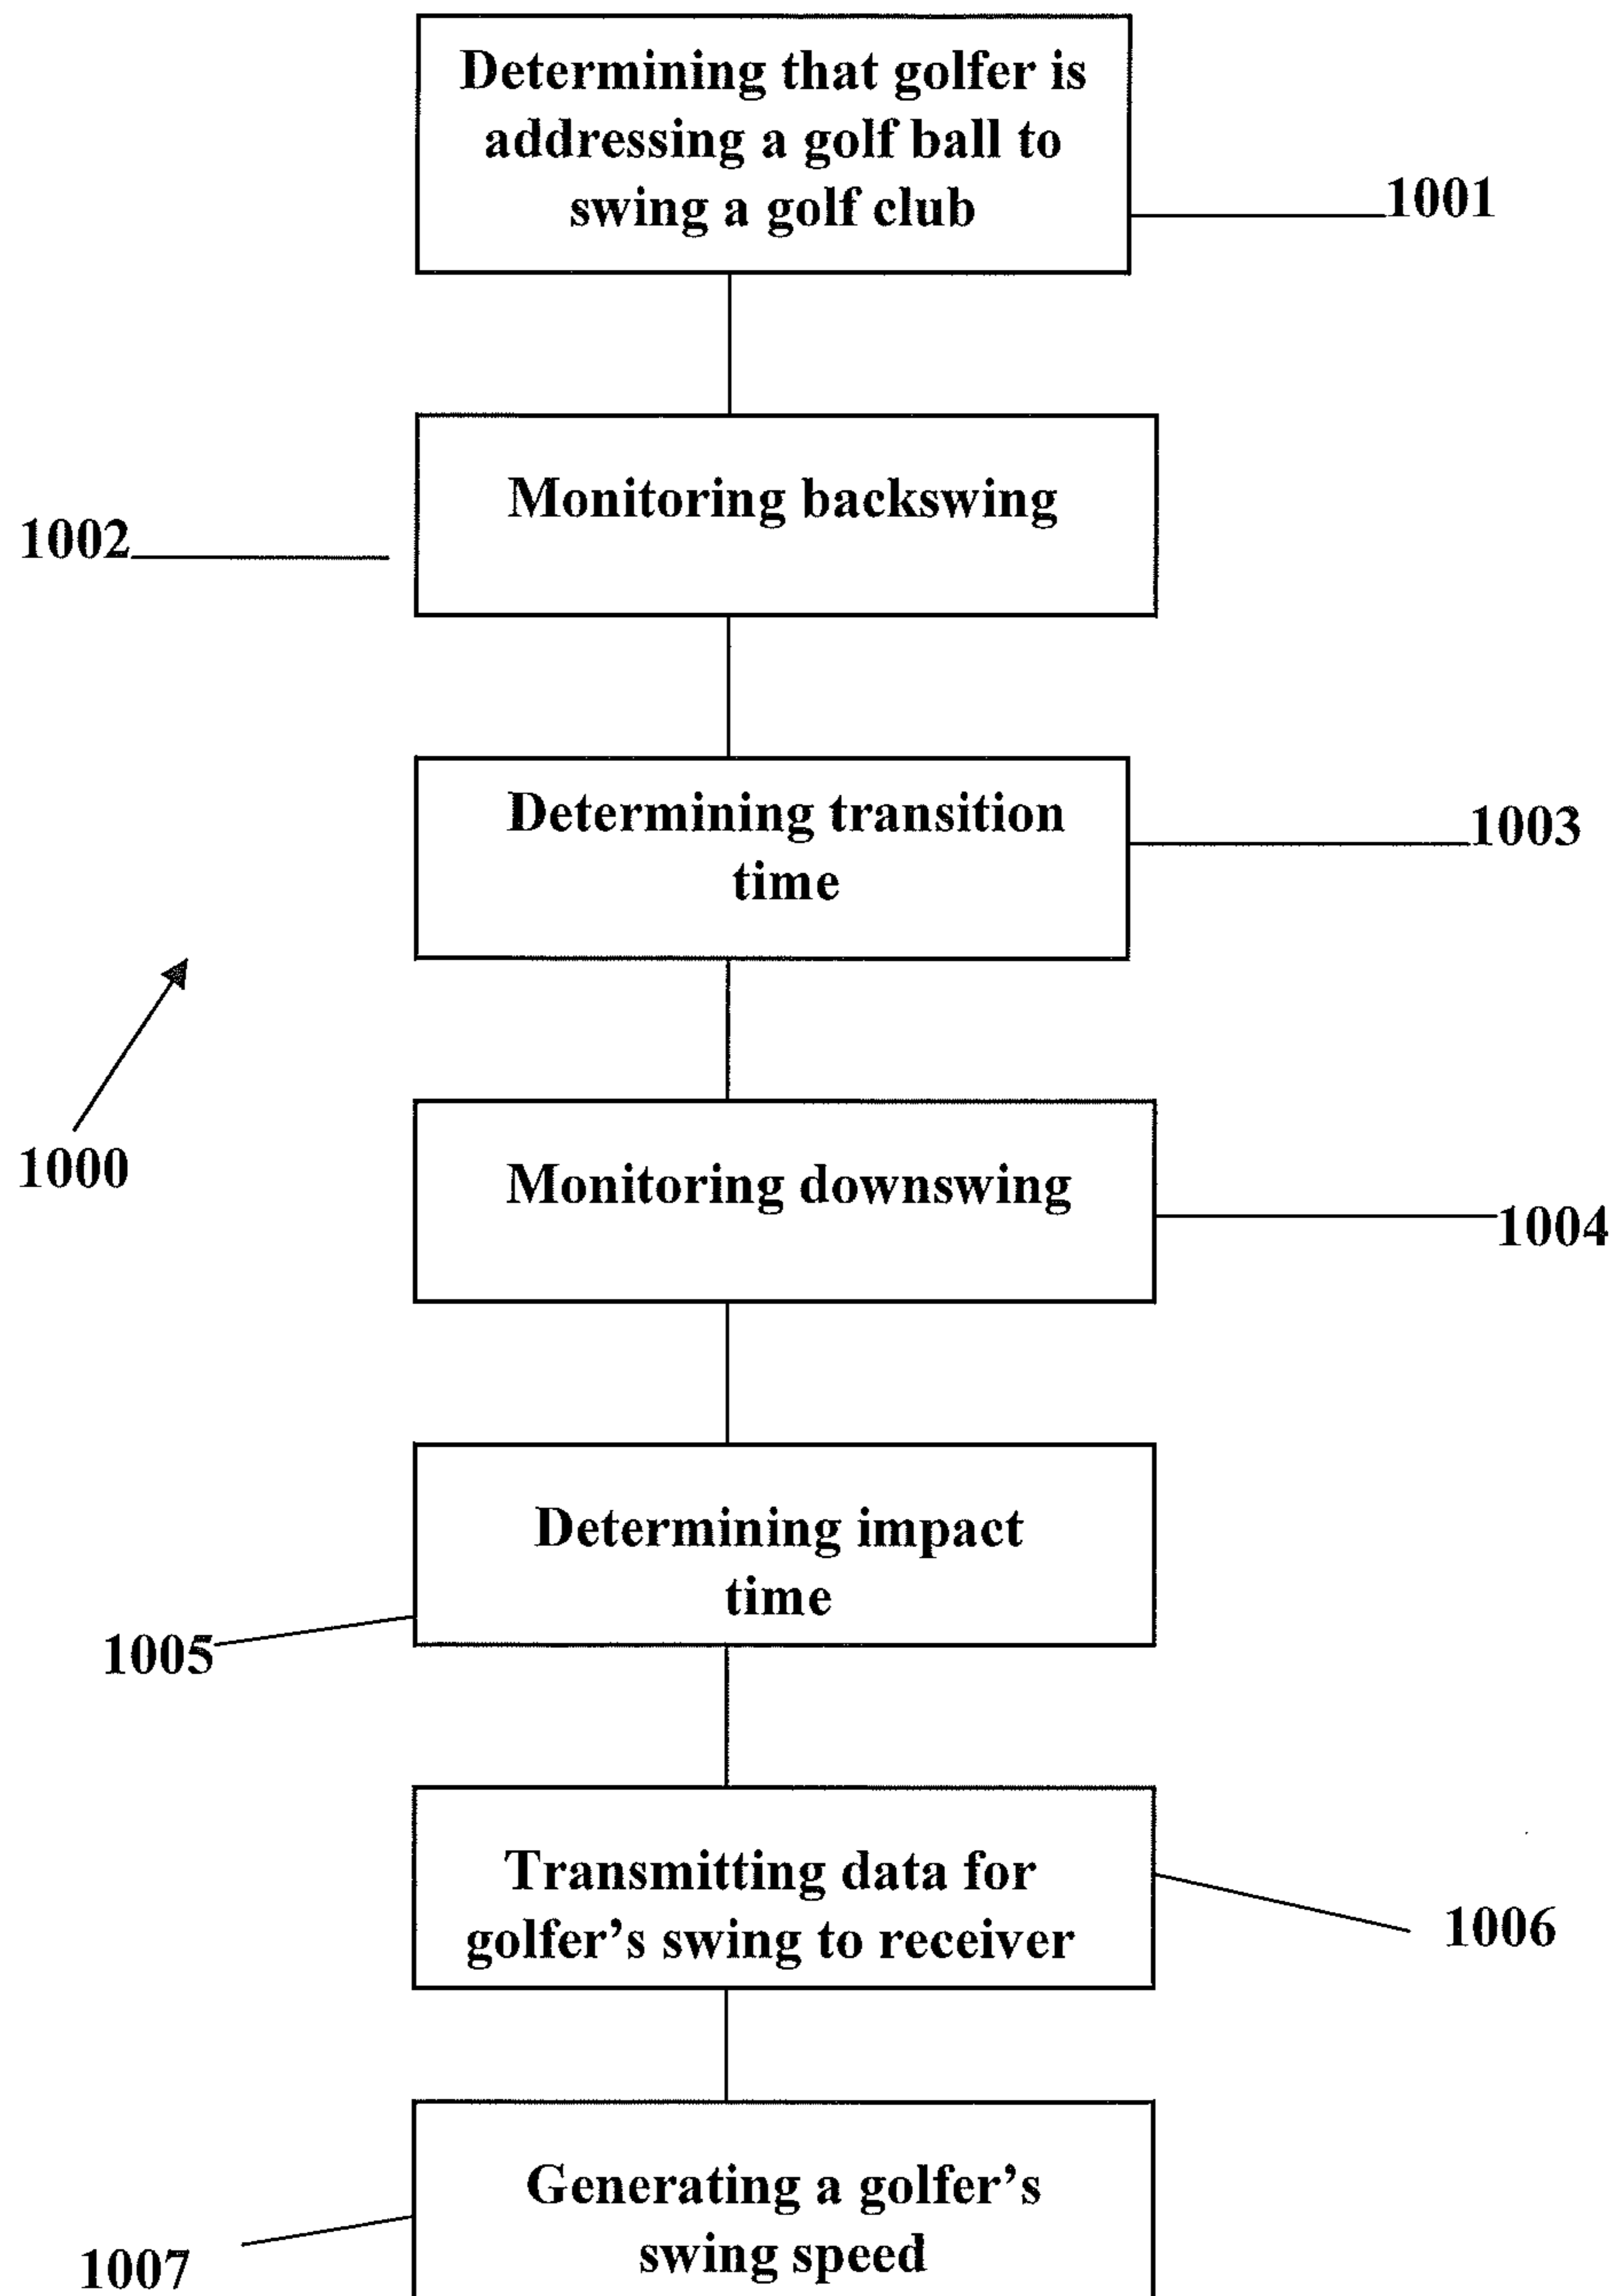 Determining that golfer is
addressing a golf ball to
swing a golf club
1001
Monitoring backswing
1002
Determining transition
time
1003
1000
Monitoring downswing
1004
Determining impact
time
1005
Transmitting data for
golfer's swing to receiver
1006
Generating a golfer's
swing speed
1007